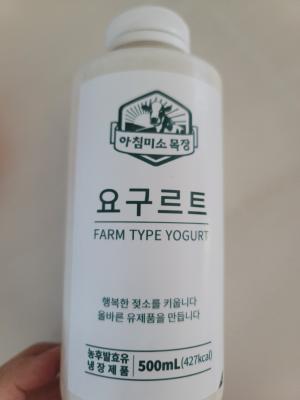 아침미소목장
요구르트
FARM TYPE YOGURT
행복한 젖소를 키웁니다
올바른 유제품을 만듭니다
농후발효유
냉장제품
500mL(427kcal)